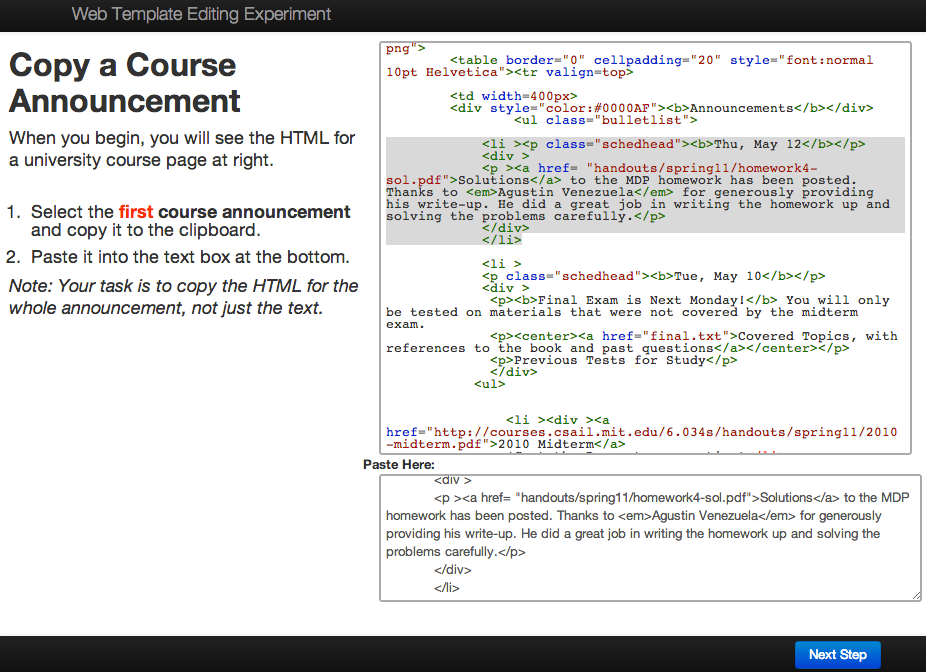 Web Template Editing Experiment
Copy a Course
Announcement
When you begin, you will see the HTML for
a university course page at right.
1. Select the first course announcement
and copy it to the clipboard.
2. Paste it into the text box at the bottom.
Note: Your task is to copy the HTML for the
whole announcement, not just the text.
png">
<table border="0" cellpadding="20" style="font:normal
10pt Helvetica"><tr valign=top>
<td width=400px>
<div style="color:#0000AF"><b>Announcements</b></div>
<ul class="bulletlist">
<li ><p class="schedhead"><b>Thu, May 12</b></p>
<div >
<p ><a href= "handouts/spring11/homework4-
sol.pdf">Solutions</a> to the MDP homework has been posted.
Thanks to <em>Agustin Venezuela</em> for generously providing
his write-up. He did a great job in writing the homework up and
solving the problems carefully.</p>
</div>
</li>
<li >
<p class="schedhead"><b>Tue, May 10</b></p>
<div >
<p><b>Final Exam is Next Monday!</b> You will only
be tested on materials that were not covered by the midterm
exam.
<p><center><a href="final.txt">Covered Topics, with
references to the book and past questions</a></center></p>
<p>Previous Tests for Study</p>
</div>
<ul>
<li ><div ><a
href="http://courses.csail.mit.edu/6.034s/handouts/spring11/2010
-midterm.pdf">2010 Midterm</a>
Paste Here:
<div >
<p ><a href= "handouts/spring11/homework4-sol.pdf">Solutions</a> to the MDP
homework has been posted. Thanks to <em>Agustin Venezuela</em> for generously
providing his write-up. He did a great job in writing the homework up and solving the
problems carefully.</p>
</div>
</li>
Next Step